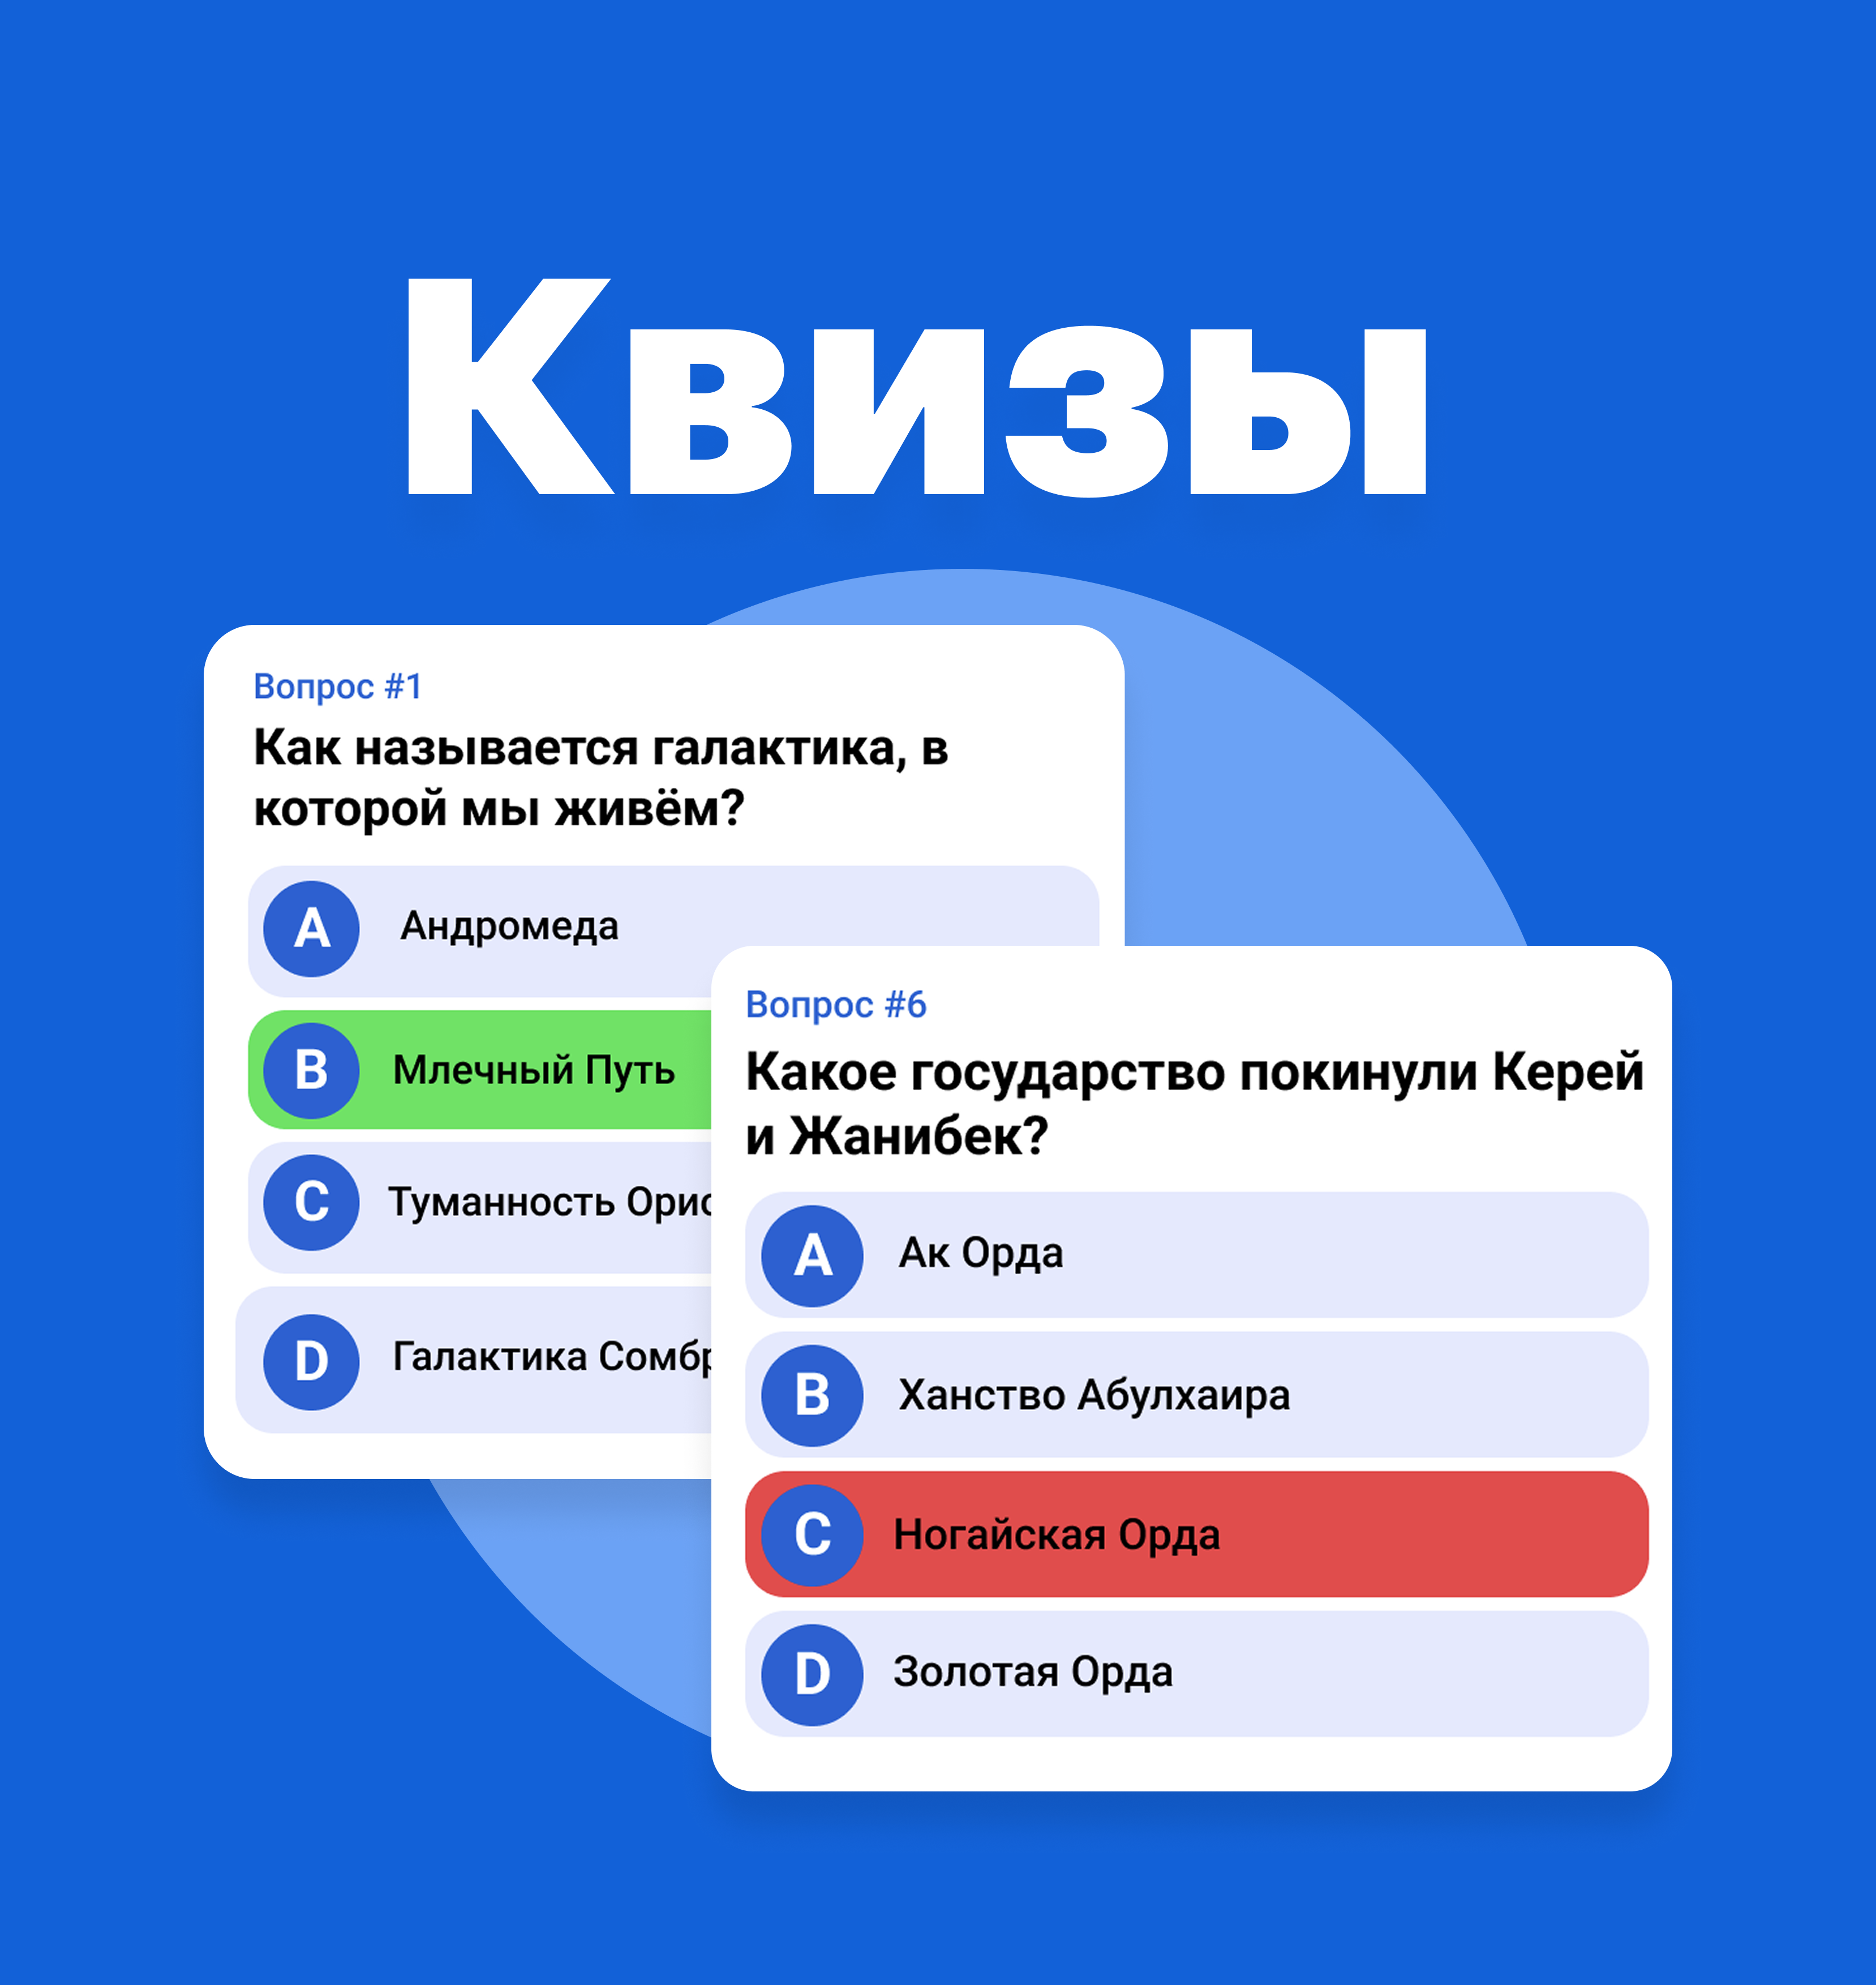 Квизы
Вопрос #1
Как называется галактика, в
которой мы живём?
A Андромеда
B Млечный Путь
C Туманность
D Галактика
Вопрос #6
Какое государство покинули Керей
и Жанибек?
A Ак Орда
B Ханство Абулхаира
C Ногайская Орда
D Золотая Орда